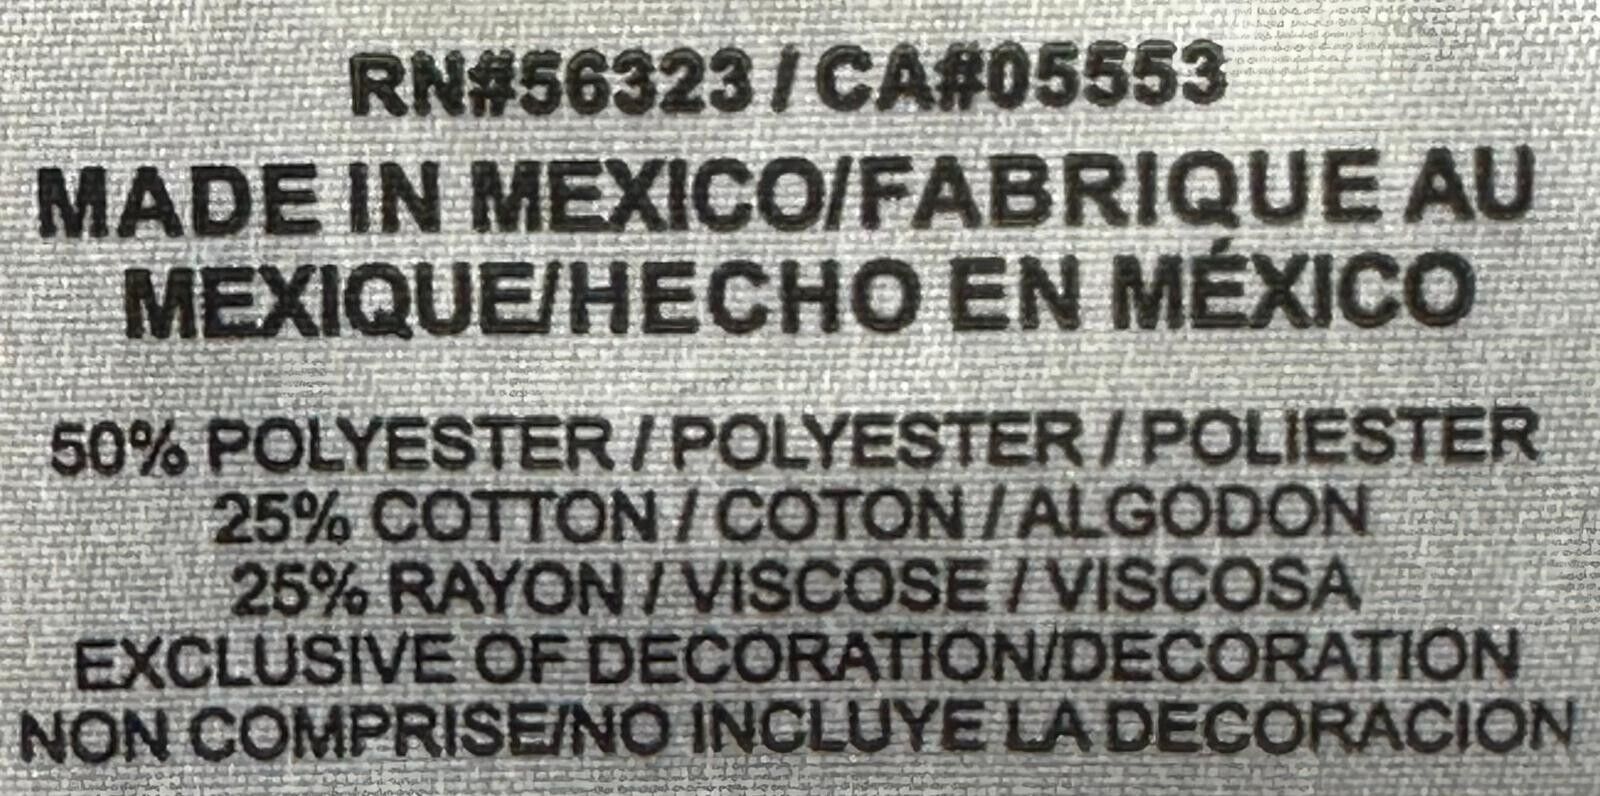 RN#56323 / CA#05553
MADE IN MEXICO/FABRIQUE AU
MEXIQUE/HECHO EN MÉXICO
50% POLYESTER / POLYESTER / POLIESTER
25% COTTON / COTON / ALGODON
25% RAYON / VISCOSE / VISCOSA
EXCLUSIVE OF DECORATION/DECORATION
NON COMPRISE/NO INCLUYE LA DECORACION